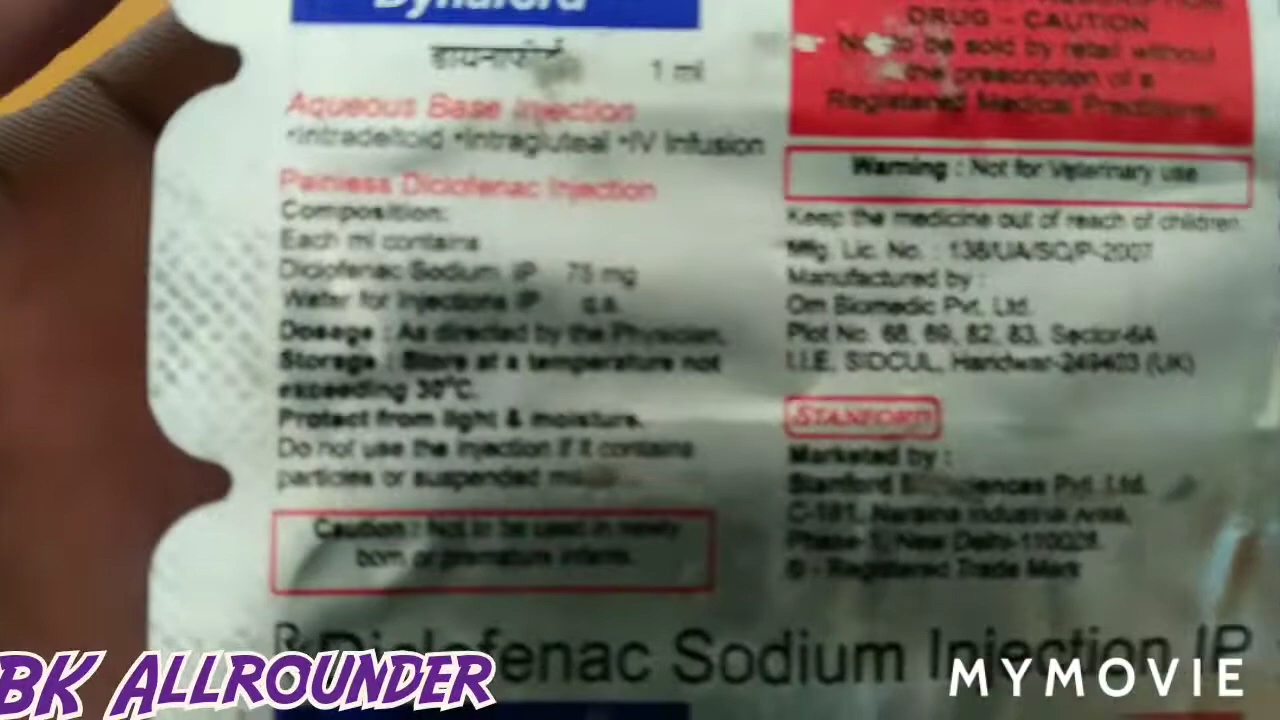 Dynaford
डायनाफोर्ड
1 ml
Aqueous Base Injection
•Intradeltoid •Intragluteal •IV Infusion
Painless Diclofenac Injection
Composition:
Each ml contains
Diclofenac Sodium IP 75 mg
Water for Injections IP q.s.
Dosage : As directed by the Physician.
Storage : Store at a temperature not
exceeding 30°C.
Protect from light & moisture.
Do not use the injection if it contains
particles or suspended
Caution : Not to be used in newly
born or premature infants.
DRUG - CAUTION
Not to be sold by retail without
the prescription of a
Registered Medical Practitioner.
Warning : Not for Veterinary use
Keep the medicine out of reach of children.
Mfg. Lic. No. : 138/UA/SC/P-2007
Manufactured by :
Om Biomedic Pvt. Ltd.
Plot No. 68, 69, 82, 83, Sector-6A
I.I.E. SIDCUL, Haridwar-249403 (UK)
STANFORD
Marketed by :
Stanford Pvt. Ltd.
C-191, Naraina Industrial Area,
Phase-1, New Delhi-110028.
® - Registered Trade Mark
Rx Diclofenac Sodium Injection IP
BK ALLROUNDER
MYMOVIE